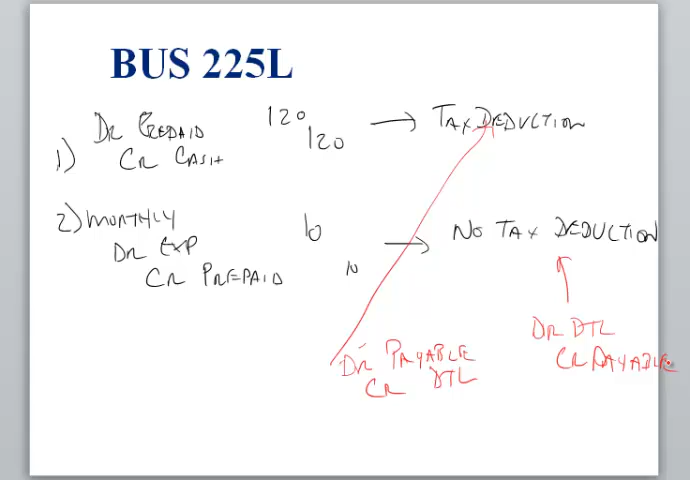 BUS 225L
DR PREPAID 120 → TAX DEDUCTION
1) CR CASH 120
2) MONTHLY 10 → NO TAX DEDUCTION
DR EXP
CR PREPAID 10
DR DTL
CR PAYABLE
DR PAYABLE
CR DTL